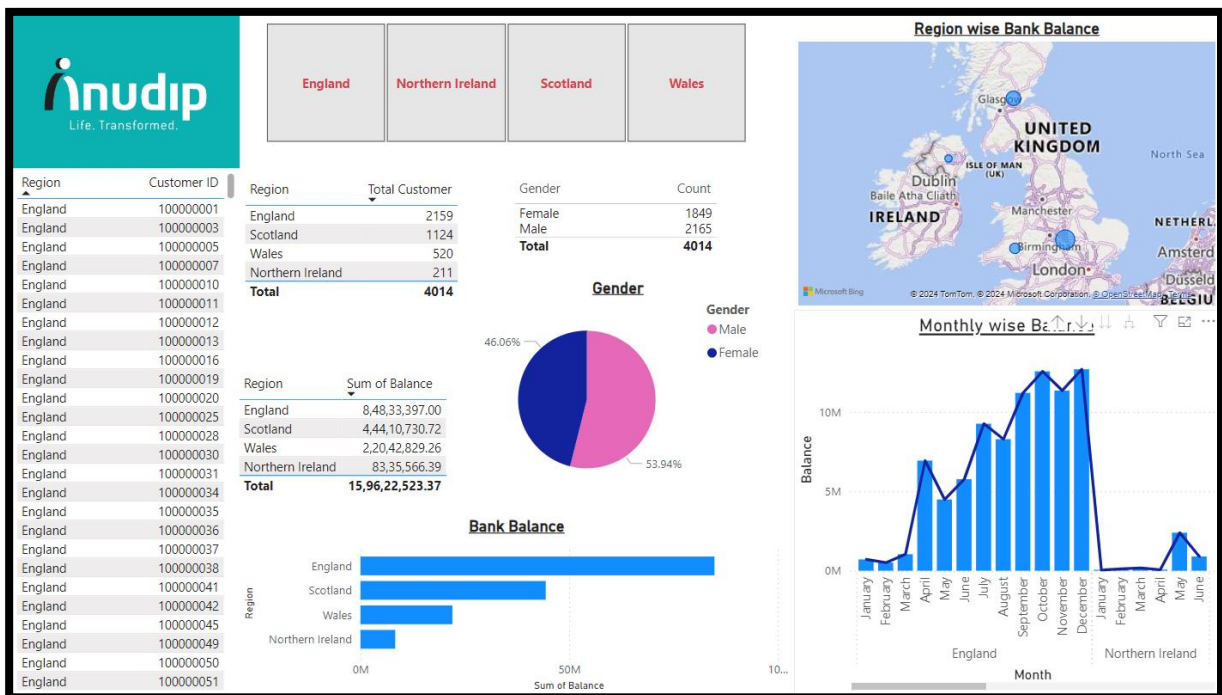 inudip
Life. Transformed.
England
Northern Ireland
Scotland
Wales
Region wise Bank Balance
Glasgow
UNITED
KINGDOM
North Sea
ISLE OF MAN
(UK)
Dublin
Baile Atha Cliath
IRELAND
Manchester
NETHERL
Birmingham
Amsterd
London
Dusseld
BELGIU
Microsoft Bing
© 2024 TomTom, © 2024 Microsoft Corporation, © OpenStreetMap Terms
Region Customer ID
England 100000001
England 100000003
England 100000005
England 100000007
England 100000010
England 100000011
England 100000012
England 100000013
England 100000016
England 100000019
England 100000020
England 100000025
England 100000028
England 100000030
England 100000031
England 100000034
England 100000035
England 100000036
England 100000037
England 100000038
England 100000041
England 100000042
England 100000045
England 100000049
England 100000050
England 100000051
Region Total Customer
England 2159
Scotland 1124
Wales 520
Northern Ireland 211
Total 4014
Gender Count
Female 1849
Male 2165
Total 4014
Gender
Gender
Male
Female
46.06%
53.94%
Region Sum of Balance
England 8,48,33,397.00
Scotland 4,44,10,730.72
Wales 2,20,42,829.26
Northern Ireland 83,35,566.39
Total 15,96,22,523.37
Bank Balance
Region
England
Scotland
Wales
Northern Ireland
0M 50M 10...
Sum of Balance
Monthly wise Balance
Balance
10M
5M
0M
January
February
March
April
May
June
July
August
September
October
November
December
January
February
March
April
May
June
England Northern Ireland
Month